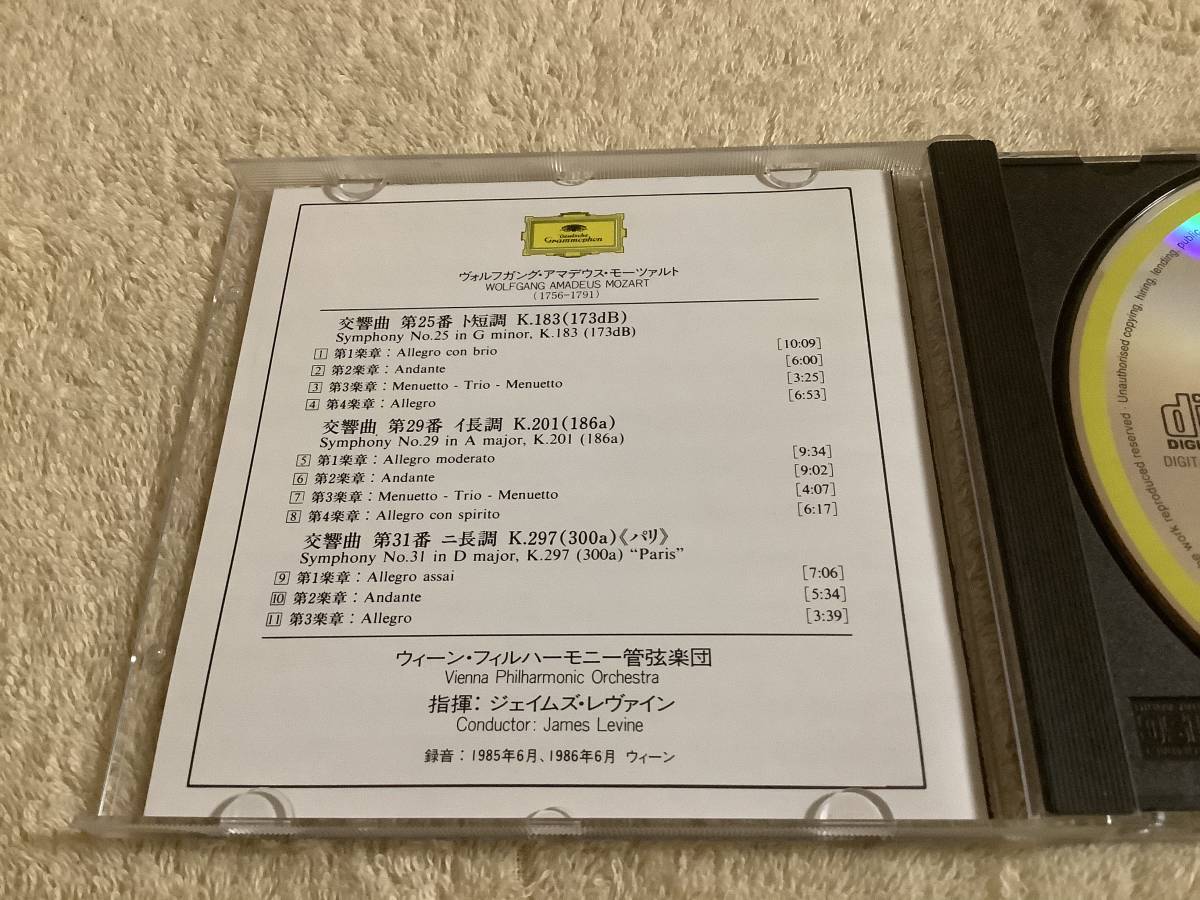 Deutsche
Grammophon
ヴォルフガング・アマデウス・モーツァルト
WOLFGANG AMADEUS MOZART
(1756-1791)
交響曲 第25番 ト短調 K.183(173dB)
Symphony No.25 in G minor, K.183 (173dB)
1 第1楽章：Allegro con brio [10:09]
2 第2楽章：Andante [6:00]
3 第3楽章：Menuetto - Trio - Menuetto [3:25]
4 第4楽章：Allegro [6:53]
交響曲 第29番 イ長調 K.201(186a)
Symphony No.29 in A major, K.201 (186a)
5 第1楽章：Allegro moderato [9:34]
6 第2楽章：Andante [9:02]
7 第3楽章：Menuetto - Trio - Menuetto [4:07]
8 第4楽章：Allegro con spirito [6:17]
交響曲 第31番 ニ長調 K.297(300a)《パリ》
Symphony No.31 in D major, K.297 (300a) “Paris”
9 第1楽章：Allegro assai [7:06]
10 第2楽章：Andante [5:34]
11 第3楽章：Allegro [3:39]
ウィーン・フィルハーモニー管弦楽団
Vienna Philharmonic Orchestra
指揮：ジェイムズ・レヴァイン
Conductor: James Levine
録音：1985年6月、1986年6月 ウィーン
work reproduced reserved · Unauthorised copying, hiring, lending, public
DIGIT